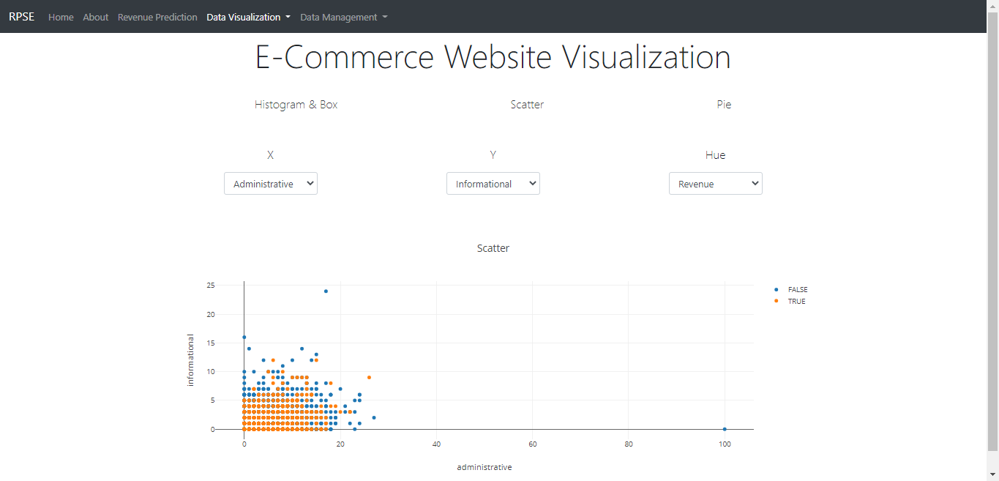 RPSE Home About Revenue Prediction Data Visualization Data Management
E-Commerce Website Visualization
Histogram & Box Scatter Pie
X Y Hue
Administrative Informational Revenue
Scatter
25
20
15
10
5
0
informational
0 20 40 60 80 100
administrative
FALSE
TRUE